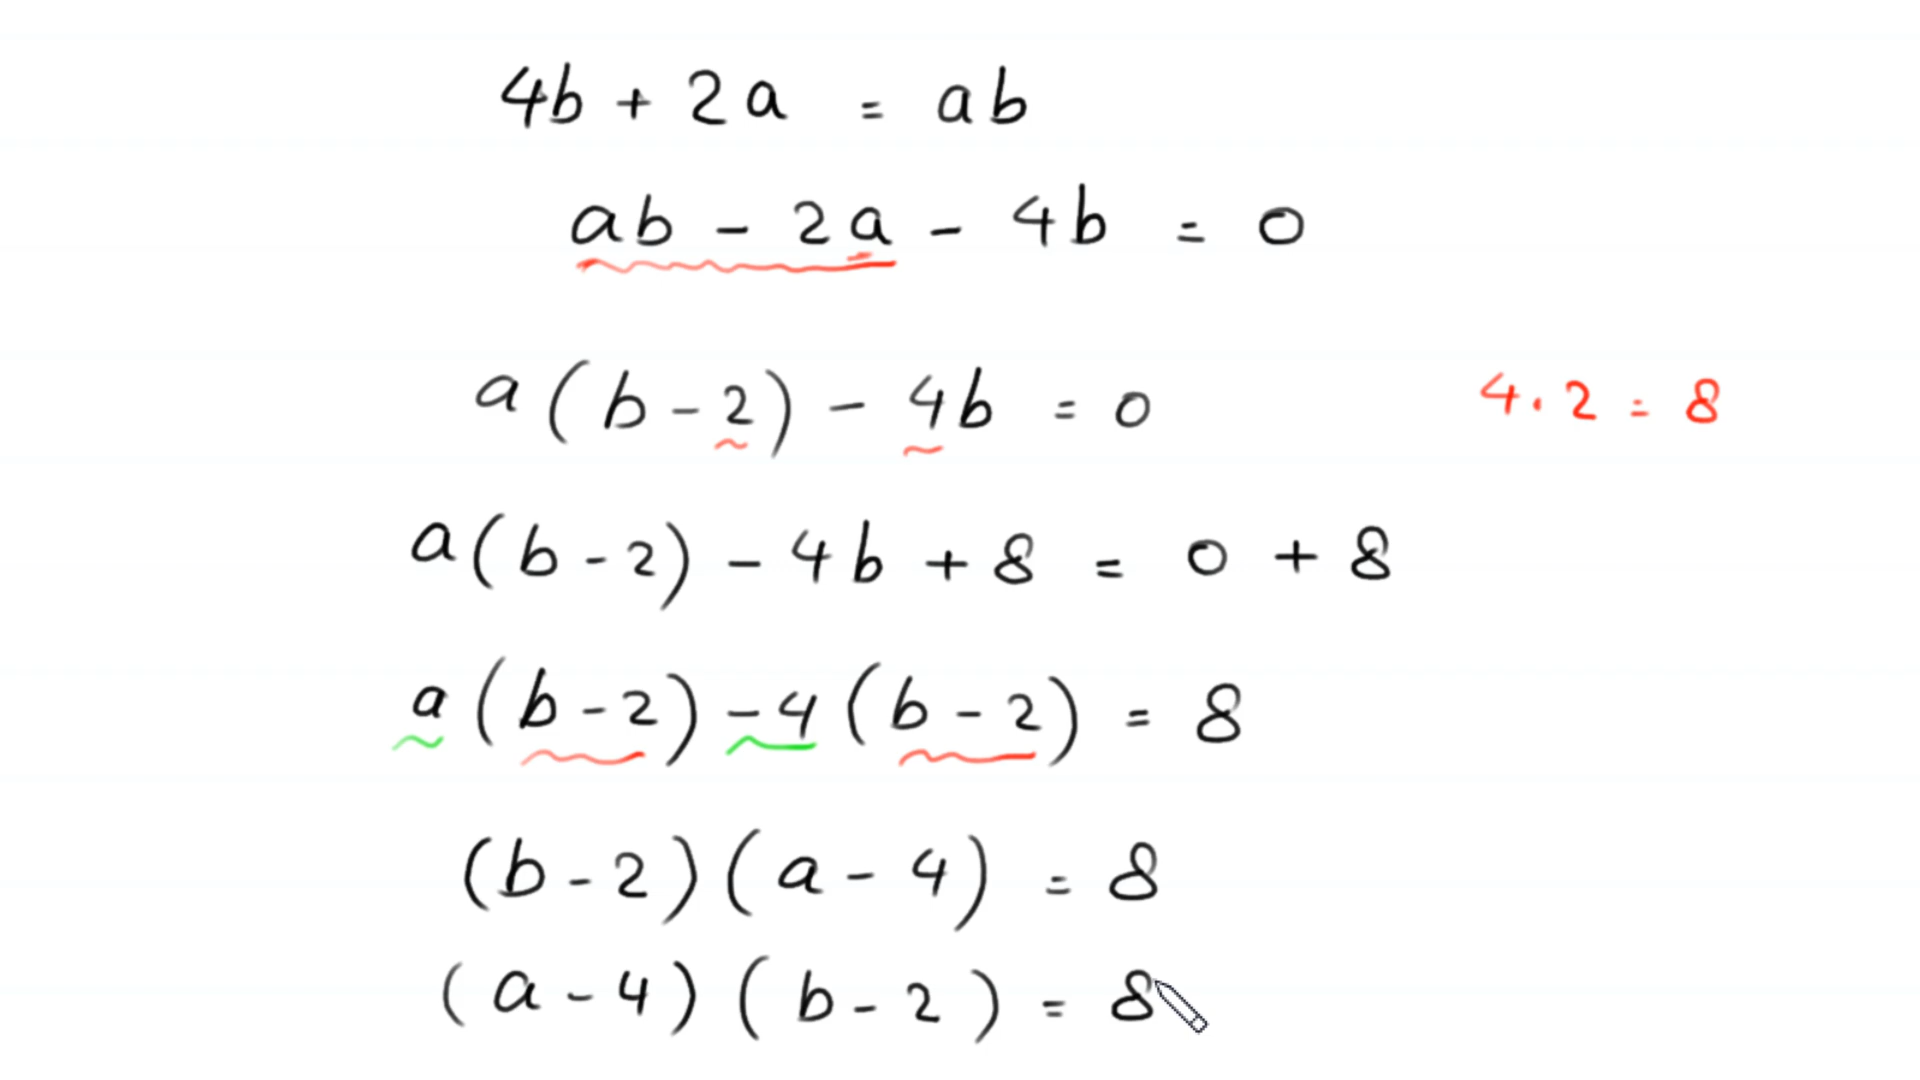 4b + 2a = ab
ab - 2a - 4b = 0
a(b-2) - 4b = 0
4.2 = 8
a(b-2) - 4b + 8 = 0 + 8
a(b-2) -4(b-2) = 8
(b-2)(a-4) = 8
(a-4)(b-2) = 8